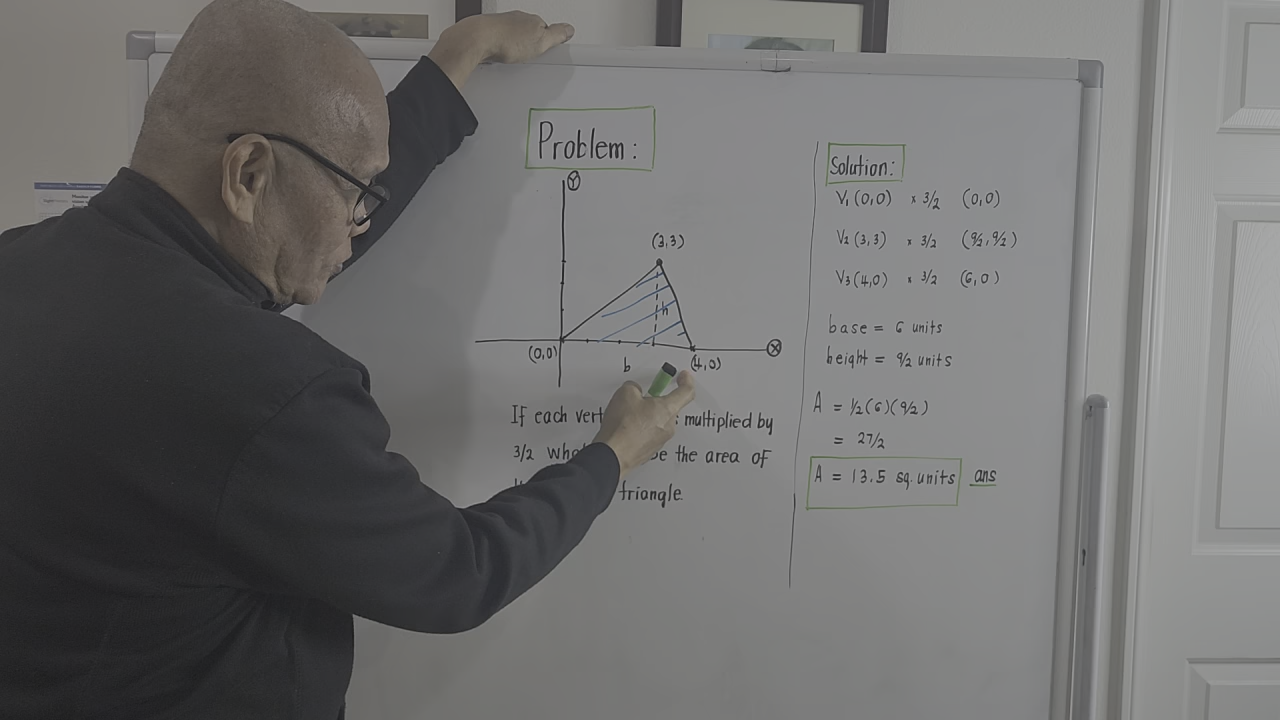 Problem:
Y
(3,3)
h
(0,0)
b
(4,0)
X
If each multiplied by
3/2 be the area of
triangle.
Solution:
V1 (0,0) × 3/2 (0,0)
V2 (3,3) × 3/2 (9/2, 9/2)
V3 (4,0) × 3/2 (6,0)
base = 6 units
height = 9/2 units
A = 1/2 (6) (9/2)
= 27/2
A = 13.5 sq. units ans